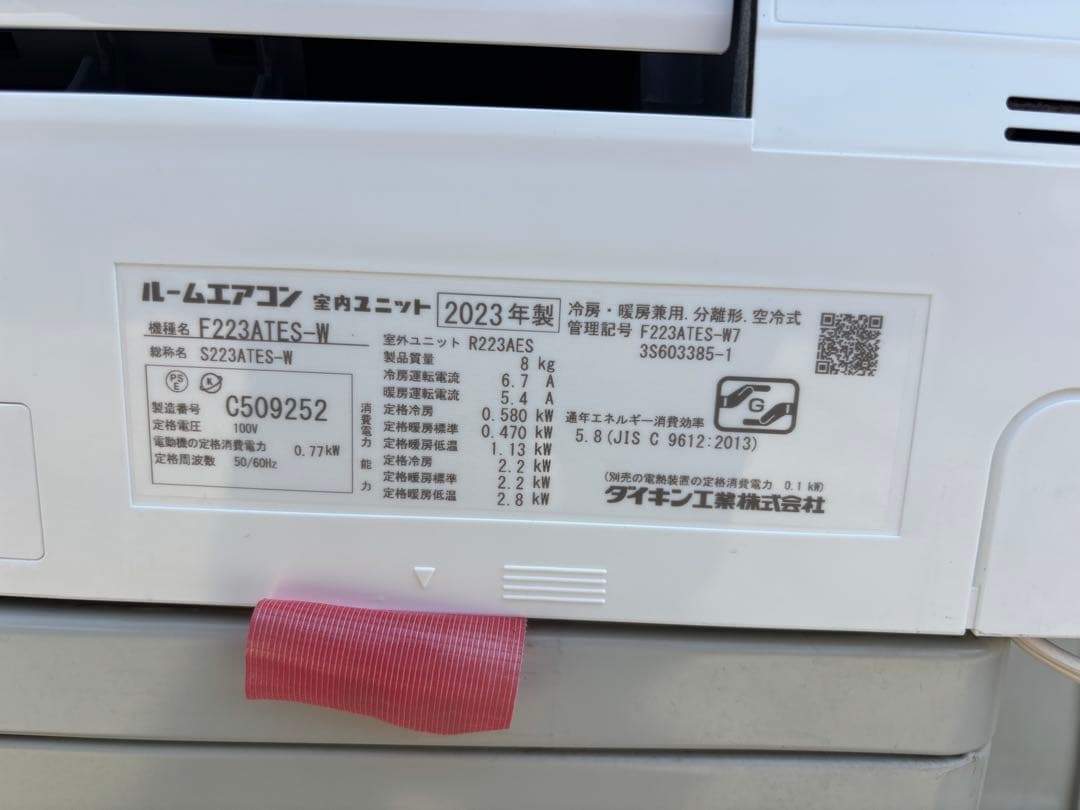 ルームエアコン 室内ユニット 2023年製
機種名 F223ATES-W
総称名 S223ATES-W
PS
E
製造番号 C509252
定格電圧 100V
電動機の定格消費電力 0.77kW
定格周波数 50/60Hz
室外ユニット R223AES
製品質量 8 kg
冷房運転電流 6.7 A
暖房運転電流 5.4 A
消費電力 定格冷房 0.580 kW
定格暖房標準 0.470 kW
定格暖房低温 1.13 kW
能力 定格冷房 2.2 kW
定格暖房標準 2.2 kW
定格暖房低温 2.8 kW
冷房・暖房兼用．分離形．空冷式
管理記号 F223ATES-W7
3S603385-1
G
通年エネルギー消費効率
5.8(JIS C 9612:2013)
(別売の電熱装置の定格消費電力 0.1 kW)
ダイキン工業株式会社